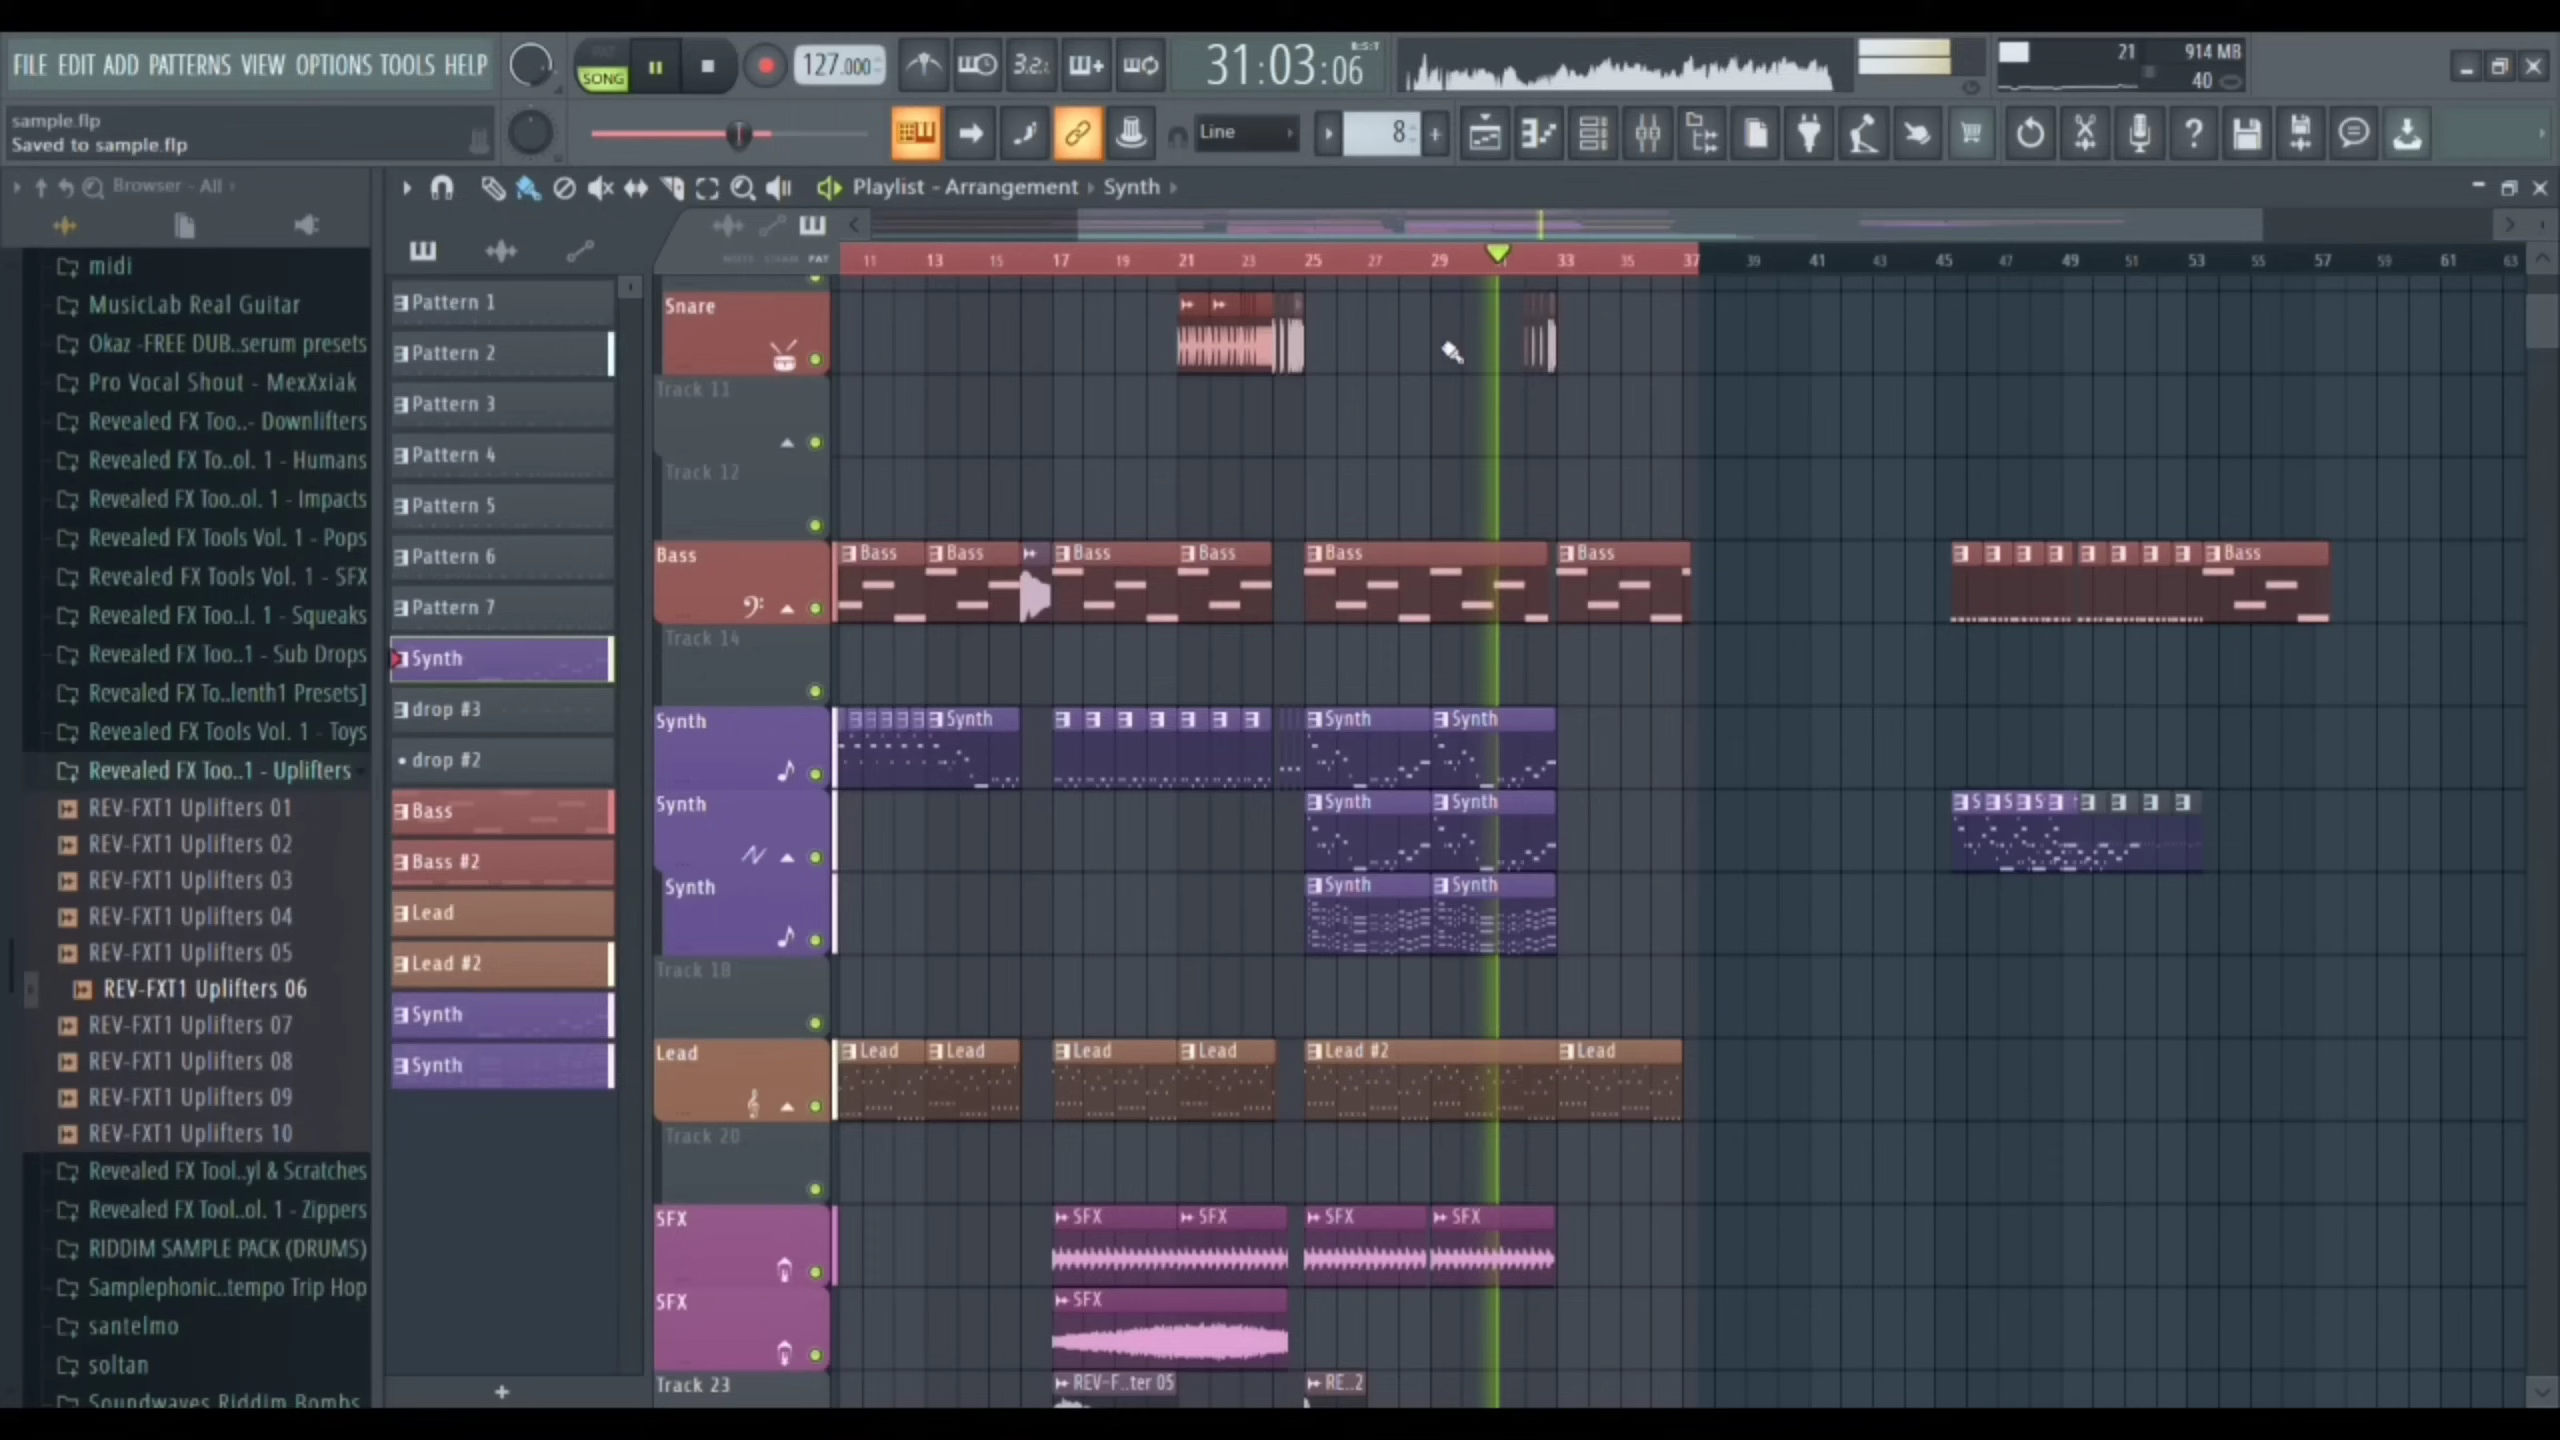 FILE EDIT ADD PATTERNS VIEW OPTIONS TOOLS HELP
SONG
127.000
3.2.
31:03:06
B:S:T
21
914 MB
40
sample.flp
Saved to sample.flp
Line
8
Browser - All
Playlist - Arrangement › Synth
NOTE CHAN PAT
11 13 15 17 19 21 23 25 27 29 31 33 35 37 39 41 43 45 47 49 51 53 55 57 59 61 63
midi
MusicLab Real Guitar
Okaz -FREE DUB..serum presets
Pro Vocal Shout - MexXxiak
Revealed FX Too..- Downlifters
Revealed FX To..ol. 1 - Humans
Revealed FX Too..ol. 1 - Impacts
Revealed FX Tools Vol. 1 - Pops
Revealed FX Tools Vol. 1 - SFX
Revealed FX Too..l. 1 - Squeaks
Revealed FX Too..1 - Sub Drops
Revealed FX To..lenth1 Presets]
Revealed FX Tools Vol. 1 - Toys
Revealed FX Too..1 - Uplifters
REV-FXT1 Uplifters 01
REV-FXT1 Uplifters 02
REV-FXT1 Uplifters 03
REV-FXT1 Uplifters 04
REV-FXT1 Uplifters 05
REV-FXT1 Uplifters 06
REV-FXT1 Uplifters 07
REV-FXT1 Uplifters 08
REV-FXT1 Uplifters 09
REV-FXT1 Uplifters 10
Revealed FX Tool..yl & Scratches
Revealed FX Tool..ol. 1 - Zippers
RIDDIM SAMPLE PACK (DRUMS)
Samplephonic..tempo Trip Hop
santelmo
soltan
Soundwaves Riddim Bombs
Pattern 1
Pattern 2
Pattern 3
Pattern 4
Pattern 5
Pattern 6
Pattern 7
Synth
drop #3
drop #2
Bass
Bass #2
Lead
Lead #2
Synth
Synth
+
Snare
Track 11
Track 12
Bass
Bass Bass Bass Bass Bass Bass Bass
Track 14
Synth
Synth Synth Synth
Synth
Synth Synth S S S
Synth
Synth Synth
Track 18
Lead
Lead Lead Lead Lead Lead #2 Lead
Track 20
SFX
SFX SFX SFX SFX
SFX
SFX
Track 23
REV-F..ter 05 RE..2